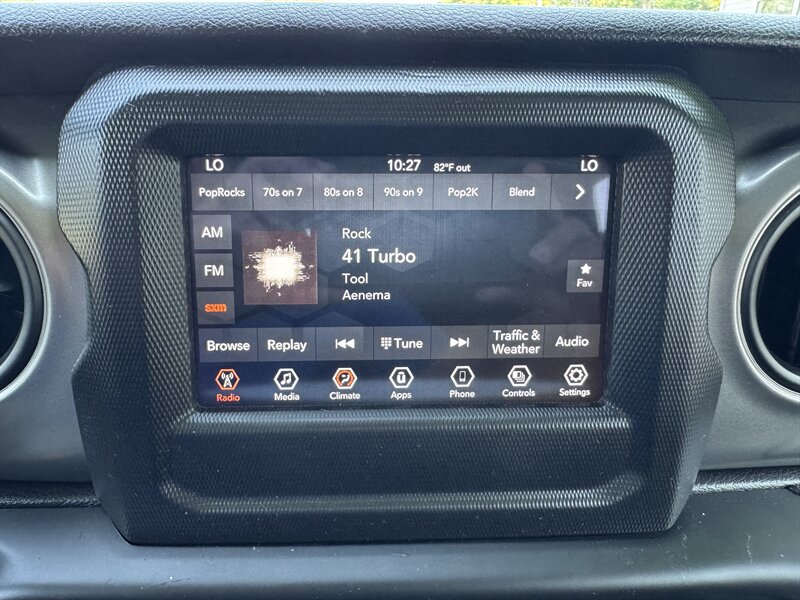 LO 10:27 82°F out LO
PopRocks 70s on 7 80s on 8 90s on 9 Pop2K Blend
AM
Rock
41 Turbo
FM
Tool
Fav
Aenema
sxm
Browse Replay Tune Traffic & Weather Audio
Radio Media Climate Apps Phone Controls Settings